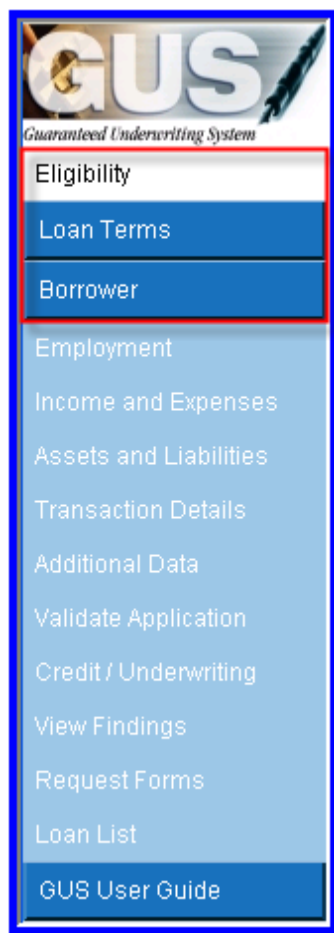 GUS
Guaranteed Underwriting System
Eligibility
Loan Terms
Borrower
Employment
Income and Expenses
Assets and Liabilities
Transaction Details
Additional Data
Validate Application
Credit / Underwriting
View Findings
Request Forms
Loan List
GUS User Guide